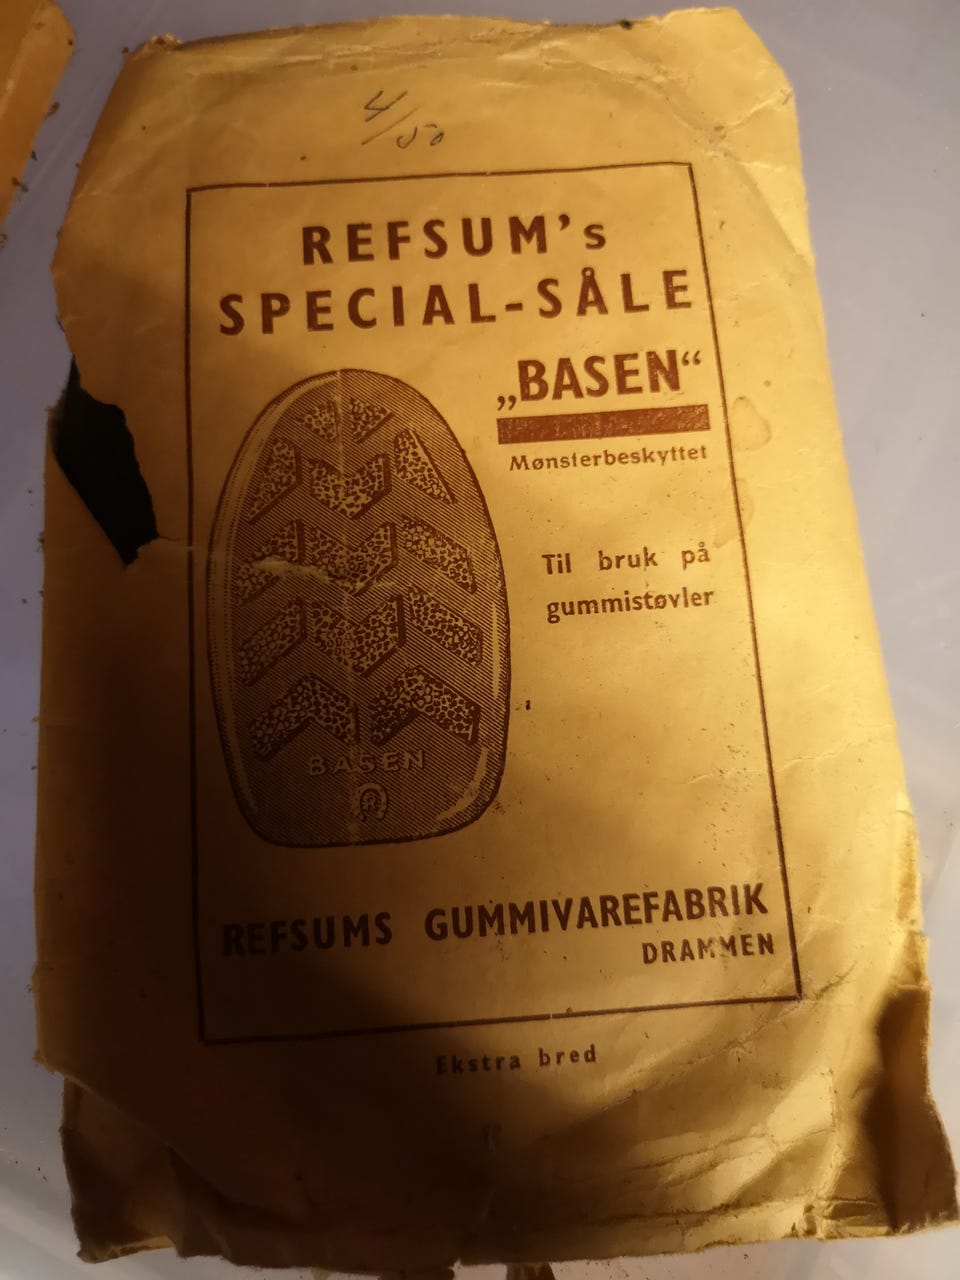 4/50
REFSUM's
SPECIAL-SÅLE
„BASEN“
Mønsterbeskyttet
Til bruk på
gummistøvler
BASEN
R
REFSUMS GUMMIVAREFABRIK
DRAMMEN
Ekstra bred